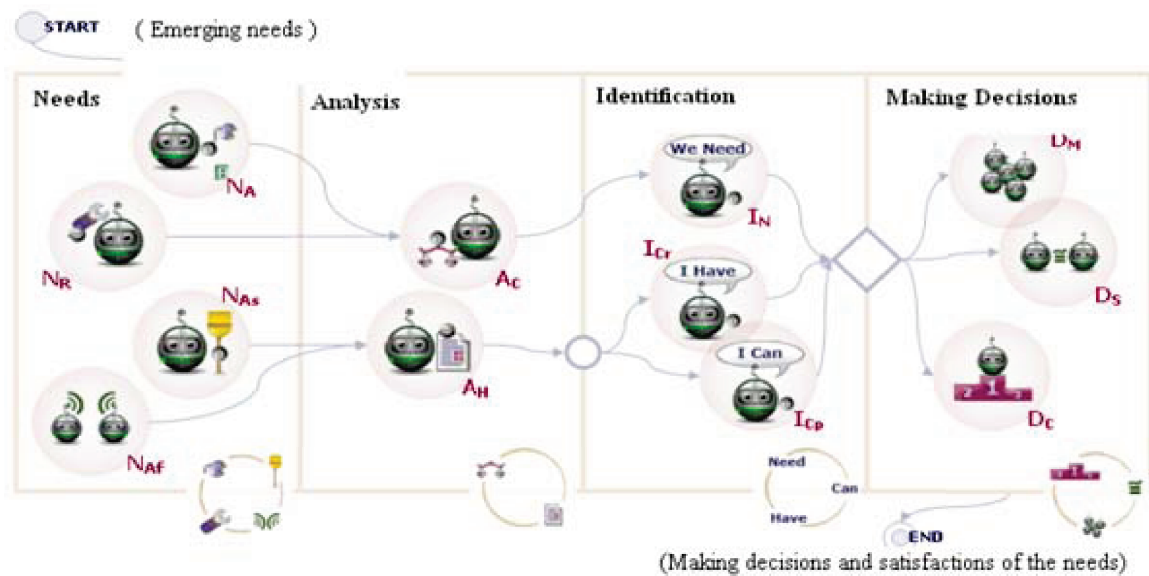 START ( Emerging needs )
Needs
Analysis
Identification
Making Decisions
NA
NR
NAs
NAf
AC
AH
We Need
IN
ICr
I Have
I Can
ICp
DM
DS
DC
Need
Can
Have
END
(Making decisions and satisfactions of the needs)